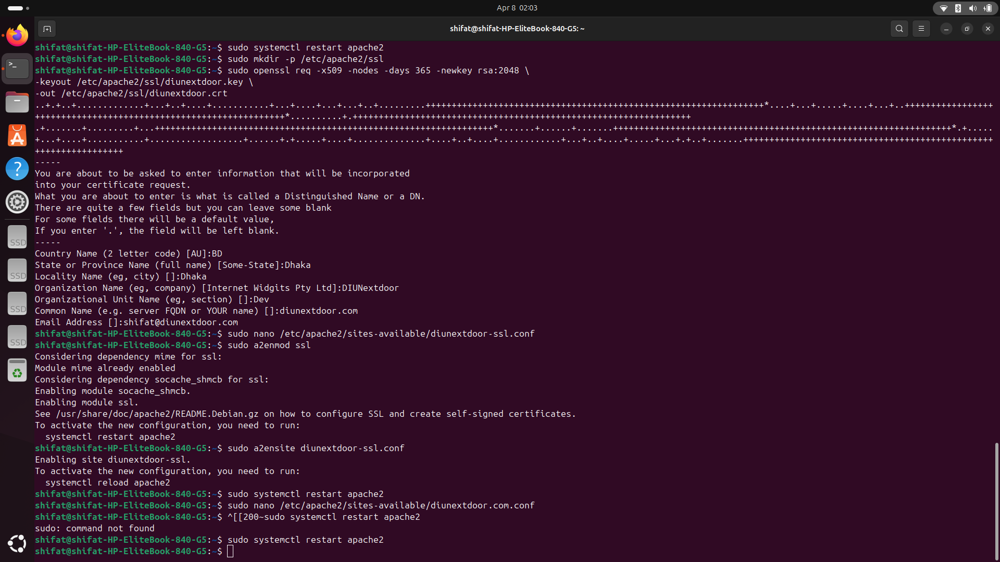 Apr 8 02:03
shifat@shifat-HP-EliteBook-840-G5: ~
shifat@shifat-HP-EliteBook-840-G5:~$ sudo systemctl restart apache2
shifat@shifat-HP-EliteBook-840-G5:~$ sudo mkdir -p /etc/apache2/ssl
shifat@shifat-HP-EliteBook-840-G5:~$ sudo openssl req -x509 -nodes -days 365 -newkey rsa:2048 \
-keyout /etc/apache2/ssl/diunextdoor.key \
-out /etc/apache2/ssl/diunextdoor.crt
-----
You are about to be asked to enter information that will be incorporated
into your certificate request.
What you are about to enter is what is called a Distinguished Name or a DN.
There are quite a few fields but you can leave some blank
For some fields there will be a default value,
If you enter '.', the field will be left blank.
-----
Country Name (2 letter code) [AU]:BD
State or Province Name (full name) [Some-State]:Dhaka
Locality Name (eg, city) []:Dhaka
Organization Name (eg, company) [Internet Widgits Pty Ltd]:DIUNextdoor
Organizational Unit Name (eg, section) []:Dev
Common Name (e.g. server FQDN or YOUR name) []:diunextdoor.com
Email Address []:shifat@diunextdoor.com
shifat@shifat-HP-EliteBook-840-G5:~$ sudo nano /etc/apache2/sites-available/diunextdoor-ssl.conf
shifat@shifat-HP-EliteBook-840-G5:~$ sudo a2enmod ssl
Considering dependency mime for ssl:
Module mime already enabled
Considering dependency socache_shmcb for ssl:
Enabling module socache_shmcb.
Enabling module ssl.
See /usr/share/doc/apache2/README.Debian.gz on how to configure SSL and create self-signed certificates.
To activate the new configuration, you need to run:
  systemctl restart apache2
shifat@shifat-HP-EliteBook-840-G5:~$ sudo a2ensite diunextdoor-ssl.conf
Enabling site diunextdoor-ssl.
To activate the new configuration, you need to run:
  systemctl reload apache2
shifat@shifat-HP-EliteBook-840-G5:~$ sudo systemctl restart apache2
shifat@shifat-HP-EliteBook-840-G5:~$ sudo nano /etc/apache2/sites-available/diunextdoor.com.conf
shifat@shifat-HP-EliteBook-840-G5:~$ ^[[200~sudo systemctl restart apache2
sudo: command not found
shifat@shifat-HP-EliteBook-840-G5:~$ sudo systemctl restart apache2
shifat@shifat-HP-EliteBook-840-G5:~$
SSD
SSD
SSD
SSD